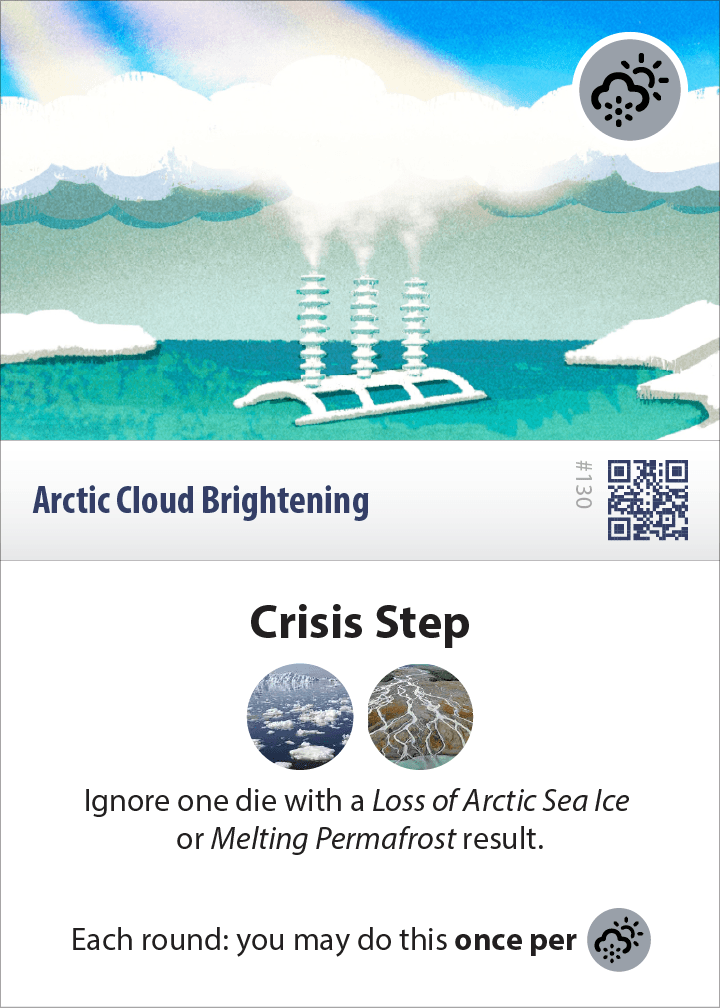 Arctic Cloud Brightening
#130
Crisis Step
Ignore one die with a Loss of Arctic Sea Ice
or Melting Permafrost result.
Each round: you may do this once per